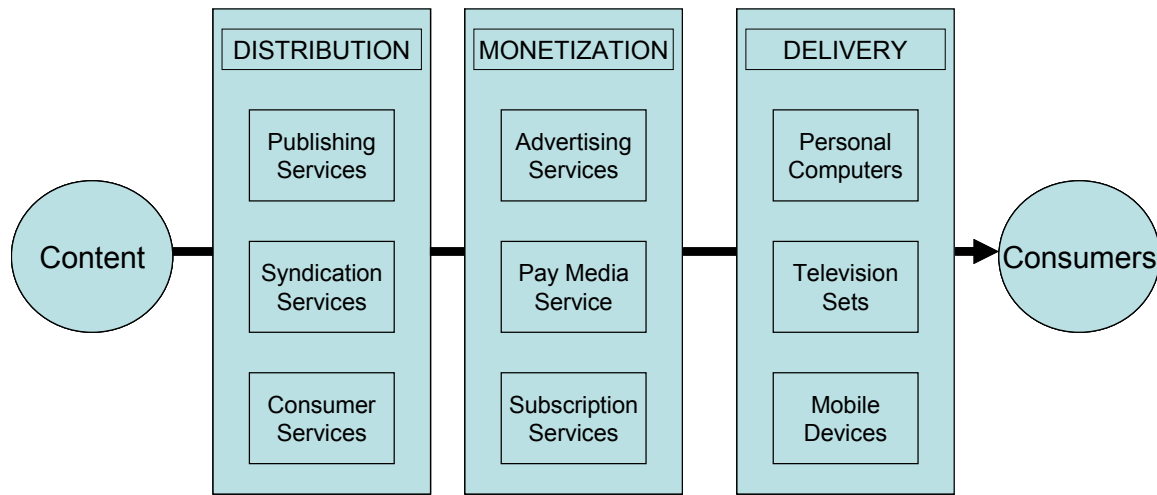 DISTRIBUTION
MONETIZATION
DELIVERY
Publishing
Services
Advertising
Services
Personal
Computers
Content
Syndication
Services
Pay Media
Service
Television
Sets
Consumers
Consumer
Services
Subscription
Services
Mobile
Devices